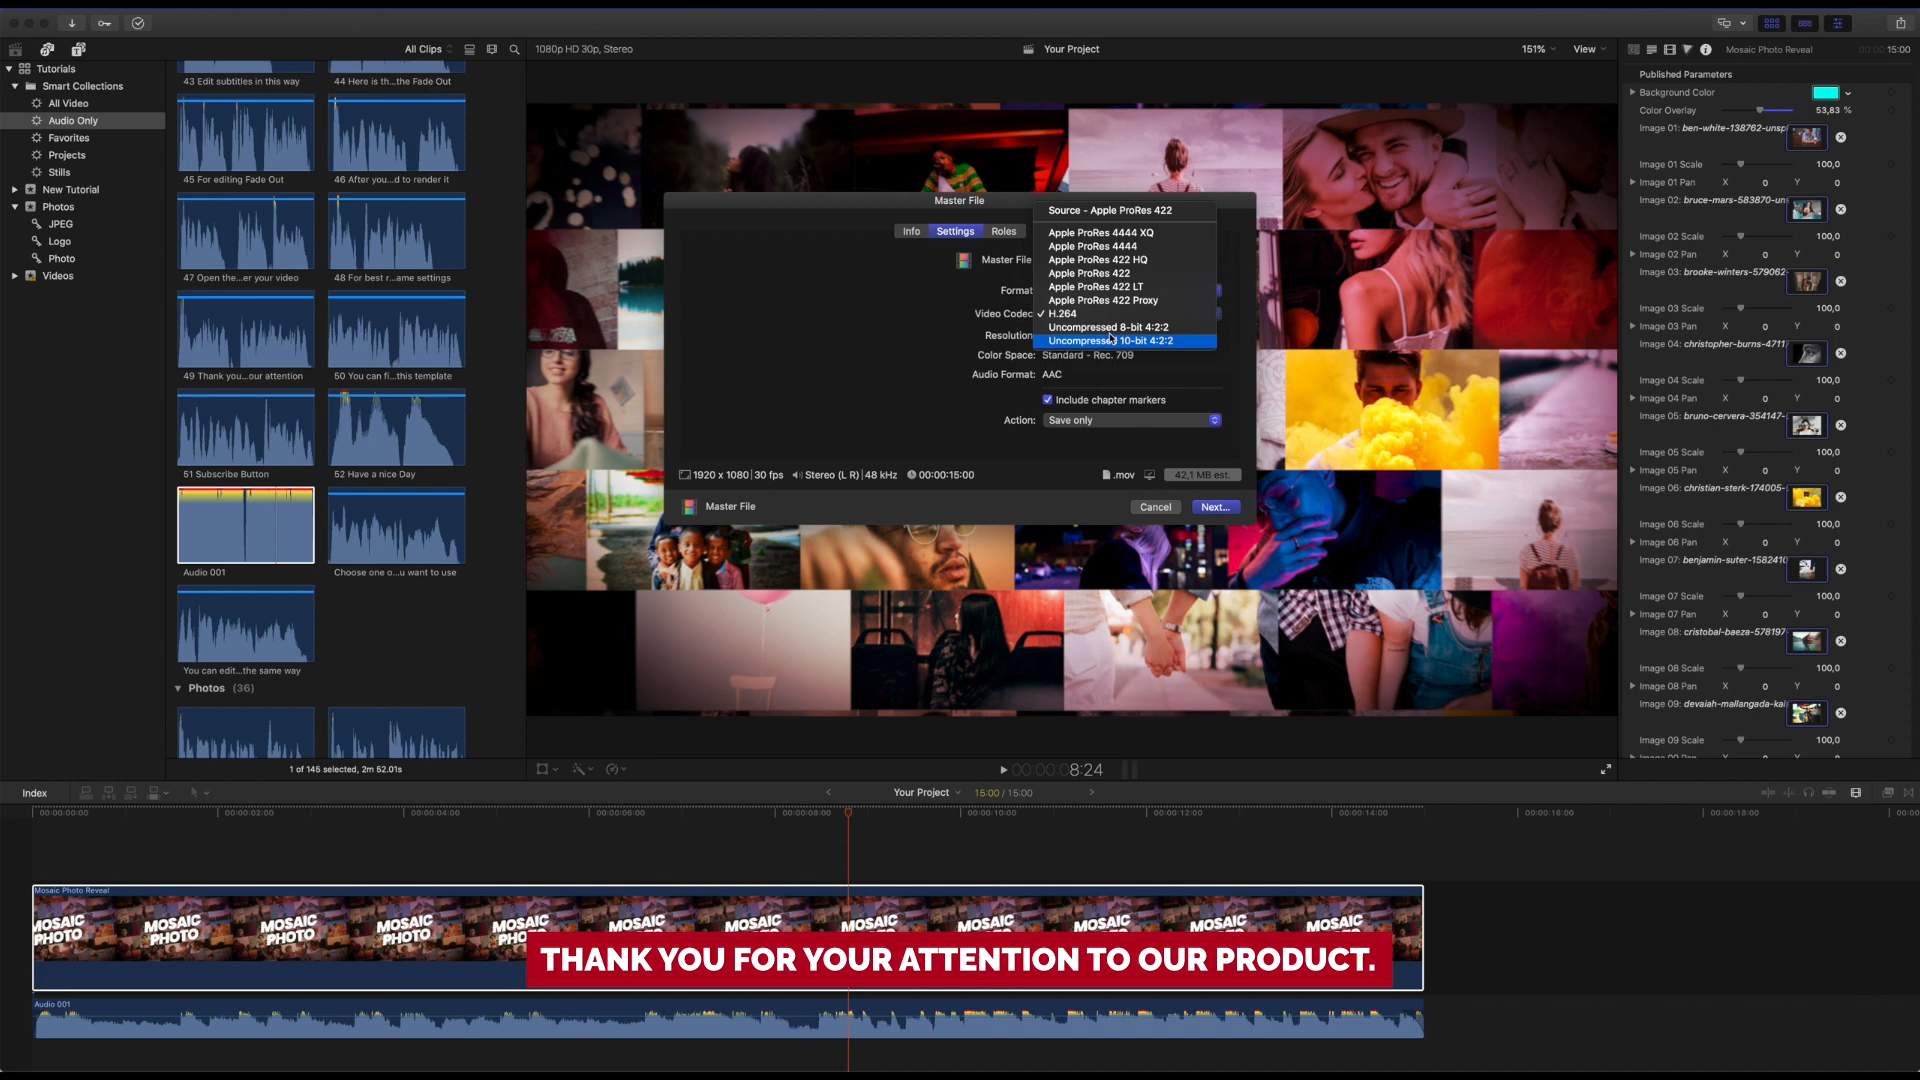 All Clips
1080p HD 30p, Stereo
Your Project
151%
View
Mosaic Photo Reveal
15:00
Tutorials
Smart Collections
All Video
Audio Only
Favorites
Projects
Stills
New Tutorial
Photos
JPEG
Logo
Photo
Videos
43 Edit subtitles in this way
44 Here is th...the Fade Out
45 For editing Fade Out
46 After you...d to render it
47 Open the...er your video
48 For best r...ame settings
49 Thank you...our attention
50 You can fi...this template
51 Subscribe Button
52 Have a nice Day
Audio 001
Choose one o...u want to use
You can edit...the same way
Photos (36)
1 of 145 selected, 2m 52.01s
Master File
Info
Settings
Roles
Master File
Format
Video Codec
Resolution
Color Space: Standard - Rec. 709
Audio Format: AAC
Include chapter markers
Action: Save only
Source - Apple ProRes 422
Apple ProRes 4444 XQ
Apple ProRes 4444
Apple ProRes 422 HQ
Apple ProRes 422
Apple ProRes 422 LT
Apple ProRes 422 Proxy
✓ H.264
Uncompressed 8-bit 4:2:2
Uncompressed 10-bit 4:2:2
1920 x 1080 | 30 fps
Stereo (L R) | 48 kHz
00:00:15:00
.mov
42,1 MB est.
Master File
Cancel
Next...
Published Parameters
Background Color
Color Overlay 53,83 %
Image 01: ben-white-138762-unsp
Image 01 Scale 100,0
Image 01 Pan X 0 Y 0
Image 02: bruce-mars-583870-un
Image 02 Scale 100,0
Image 02 Pan X 0 Y 0
Image 03: brooke-winters-579062-
Image 03 Scale 100,0
Image 03 Pan X 0 Y 0
Image 04: christopher-burns-4711
Image 04 Scale 100,0
Image 04 Pan X 0 Y 0
Image 05: bruno-cervera-354147-
Image 05 Scale 100,0
Image 05 Pan X 0 Y 0
Image 06: christian-sterk-174005-
Image 06 Scale 100,0
Image 06 Pan X 0 Y 0
Image 07: benjamin-suter-1582410
Image 07 Scale 100,0
Image 07 Pan X 0 Y 0
Image 08: cristobal-baeza-578197-
Image 08 Scale 100,0
Image 08 Pan X 0 Y 0
Image 09: devaiah-mallangada-kal
Image 09 Scale 100,0
00:00:08:24
Index
Your Project
15:00 / 15:00
00:00:00:00
00:00:02:00
00:00:04:00
00:00:06:00
00:00:08:00
00:00:10:00
00:00:12:00
00:00:14:00
00:00:16:00
00:00:18:00
00:00
Mosaic Photo Reveal
MOSAIC MOSAIC MOSAIC MOSAIC MOSAIC MOSAIC MOSAIC MOSAIC MOSAIC MOSAIC MOSAIC MOSAIC
PHOTO PHOTO PHOTO PHOTO PHO
THANK YOU FOR YOUR ATTENTION TO OUR PRODUCT.
Audio 001